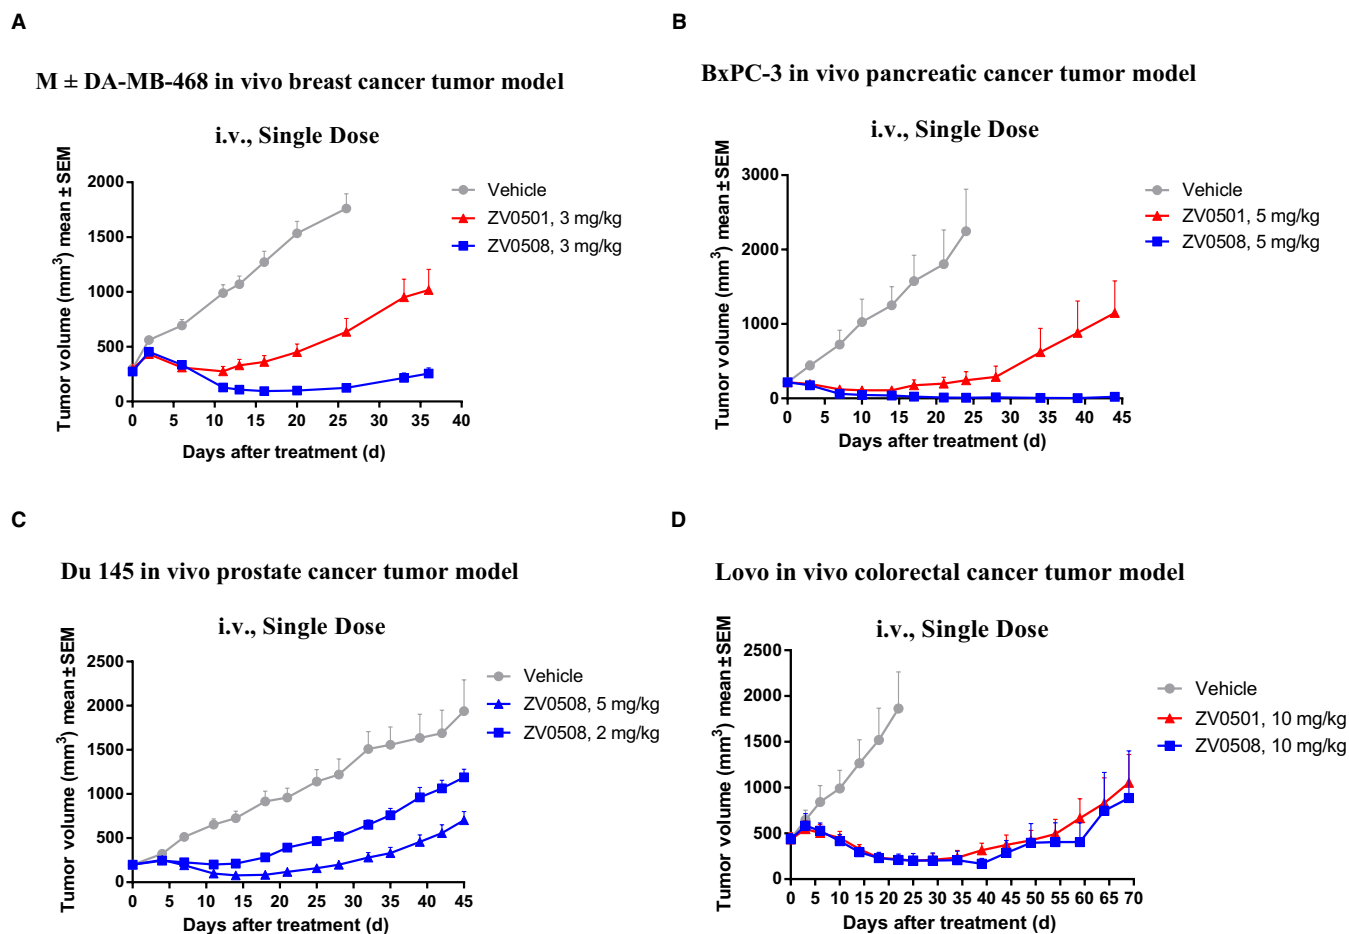 A
M ± DA-MB-468 in vivo breast cancer tumor model
i.v., Single Dose
Tumor volume (mm3) mean±SEM
2000
1500
1000
500
0
0 5 10 15 20 25 30 35 40
Days after treatment (d)
Vehicle
ZV0501, 3 mg/kg
ZV0508, 3 mg/kg
B
BxPC-3 in vivo pancreatic cancer tumor model
i.v., Single Dose
Tumor volume (mm3) mean±SEM
3000
2000
1000
0
0 5 10 15 20 25 30 35 40 45
Days after treatment (d)
Vehicle
ZV0501, 5 mg/kg
ZV0508, 5 mg/kg
C
Du 145 in vivo prostate cancer tumor model
i.v., Single Dose
Tumor volume (mm3) mean±SEM
2500
2000
1500
1000
500
0
0 5 10 15 20 25 30 35 40 45
Days after treatment (d)
Vehicle
ZV0508, 5 mg/kg
ZV0508, 2 mg/kg
D
Lovo in vivo colorectal cancer tumor model
i.v., Single Dose
Tumor volume (mm3) mean±SEM
2500
2000
1500
1000
500
0
0 5 10 15 20 25 30 35 40 45 50 55 60 65 70
Days after treatment (d)
Vehicle
ZV0501, 10 mg/kg
ZV0508, 10 mg/kg